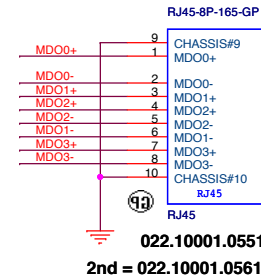 RJ45-8P-165-GP
9 CHASSIS#9
MDO0+ 1 MDO0+
MDO0- 2 MDO0-
MDO1+ 3 MDO1+
MDO2+ 4 MDO2+
MDO2- 5 MDO2-
MDO1- 6 MDO1-
MDO3+ 7 MDO3+
MDO3- 8 MDO3-
10 CHASSIS#10
RJ45
RJ45
022.10001.0551
2nd = 022.10001.0561